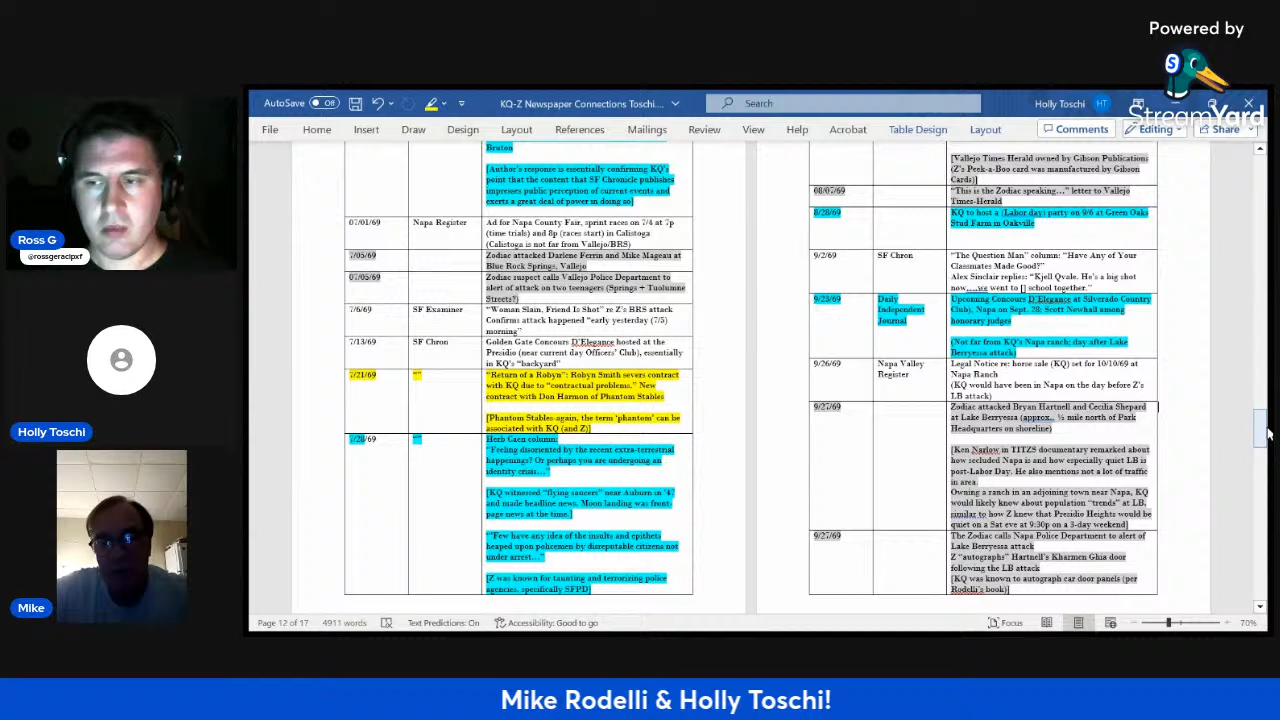 Powered by
S
StreamYard
AutoSave Off
KQ-Z Newspaper Connections Toschi...
Search
Holly Toschi
HT
File Home Insert Draw Design Layout References Mailings Review View Help Acrobat Table Design Layout
Comments
Editing
Share
Bruton
[Author's response is essentially confirming KQ's
point that the content that SF Chronicle publishes
impresses public perception of current events and
exerts a great deal of power in doing so]
07/01/69 Napa Register Ad for Napa County Fair, sprint races on 7/4 at 7p
(time trials) and 8p (races start) in Calistoga
(Calistoga is not far from Vallejo/BRS)
7/05/69 Zodiac attacked Darlene Ferrin and Mike Mageau at
Blue Rock Springs, Vallejo
07/05/69 Zodiac suspect calls Vallejo Police Department to
alert of attack on two teenagers (Springs + Tuolumne
Streets?)
7/6/69 SF Examiner "Woman Slain, Friend Is Shot" re Z's BRS attack
Confirms attack happened "early yesterday (7/5)
morning"
7/13/69 SF Chron Golden Gate Concours D'Elegance hosted at the
Presidio (near current day Officers' Club), essentially
in KQ's "backyard"
7/21/69 "" "Return of a Robyn": Robyn Smith severs contract
with KQ due to "contractual problems." New
contract with Don Harmon of Phantom Stables
[Phantom Stables-again, the term 'phantom' can be
associated with KQ (and Z)]
7/28/69 "" Herb Caen column:
"Feeling disoriented by the recent extra-terrestrial
happenings? Or perhaps you are undergoing an
identity crisis..."
[KQ witnessed "flying saucers" near Auburn in '47
and made headline news. Moon landing was front-
page news at the time.]
"Few have any idea of the insults and epithets
heaped upon policemen by disreputable citizens not
under arrest..."
[Z was known for taunting and terrorizing police
agencies, specifically SFPD]
[Vallejo Times Herald owned by Gibson Publications
(Z's Peek-a-Boo card was manufactured by Gibson
Cards)]
08/07/69 "This is the Zodiac speaking..." letter to Vallejo
Times-Herald
8/28/69 KQ to host a (Labor day) party on 9/6 at Green Oaks
Stud Farm in Oakville
9/2/69 SF Chron "The Question Man" column: "Have Any of Your
Classmates Made Good?"
Alex Sinclair replies: "Kjell Qvale. He's a big shot
now....we went to [] school together."
9/23/69 Daily Independent Journal Upcoming Concours D'Elegance at Silverado Country
Club), Napa on Sept. 28; Scott Newhall among
honorary judges
(Not far from KQ's Napa ranch; day after Lake
Berryessa attack)
9/26/69 Napa Valley Register Legal Notice re: horse sale (KQ) set for 10/10/69 at
Napa Ranch
(KQ would have been in Napa on the day before Z's
LB attack)
9/27/69 Zodiac attacked Bryan Hartnell and Cecilia Shepard
at Lake Berryessa (approx.. ½ mile north of Park
Headquarters on shoreline)
[Ken Narlow in TITZS documentary remarked about
how secluded Napa is and how especially quiet LB is
post-Labor Day. He also mentions not a lot of traffic
in area.
Owning a ranch in an adjoining town near Napa, KQ
would likely know about population "trends" at LB,
similar to how Z knew that Presidio Heights would be
quiet on a Sat eve at 9:30p on a 3-day weekend]
9/27/69 The Zodiac calls Napa Police Department to alert of
Lake Berryessa attack
Z "autographs" Hartnell's Kharmen Ghia door
following the LB attack
[KQ was known to autograph car door panels (per
Rodelli's book)]
Page 12 of 17 4911 words Text Predictions: On Accessibility: Good to go Focus 70%
Ross G
@rossgeracipxf
Holly Toschi
Mike
Mike Rodelli & Holly Toschi!